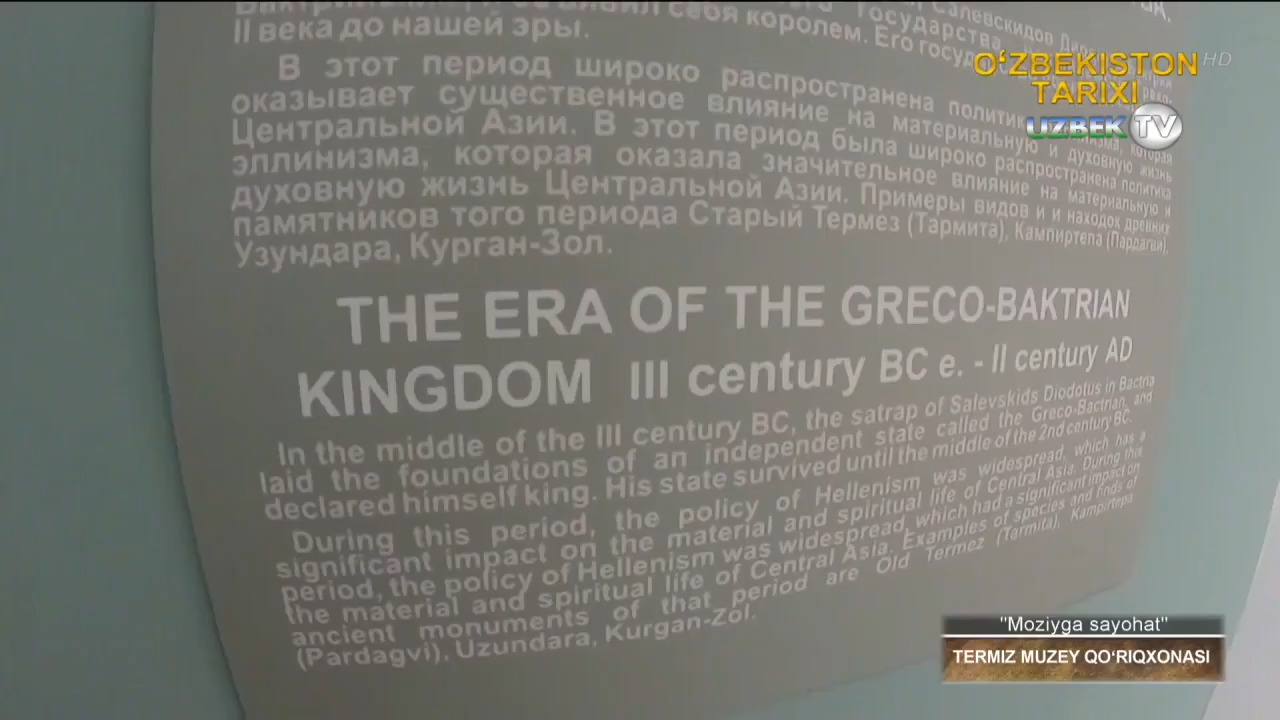 себя королем. Его
II века до нашей эры.
В этот период широко распространена
оказывает существенное влияние на материальную и духовную жизнь
Центральной Азии. В этот период была широко распространена политика
эллинизма, которая оказала значительное влияние на материальную и
духовную жизнь Центральной Азии. Примеры видов и и находок древних
памятников того периода Старый Термез (Тармита), Кампиртепа (Пардагви),
Узундара, Курган-Зол.
THE ERA OF THE GRECO-BAKTRIAN
KINGDOM III century BC e. - II century AD
In the middle of the III century BC, the satrap of Salevskids Diodotus in Bactria
laid the foundations of an independent state called the Greco-Bactrian, and
declared himself king. His state survived until the middle of the 2nd century BC.
During this period, the policy of Hellenism was widespread, which has a
significant impact on the material and spiritual life of Central Asia. During this
period, the policy of Hellenism was widespread, which had a significant impact on
the material and spiritual life of Central Asia. Examples of species and finds of
ancient monuments of that period are Old Termez (Tarmita), Kampirtepa
(Pardagvi), Uzundara, Kurgan-Zol.
O‘ZBEKISTON HD
TARIXI
UZBEK TV
"Moziyga sayohat"
TERMIZ MUZEY QO‘RIQXONASI